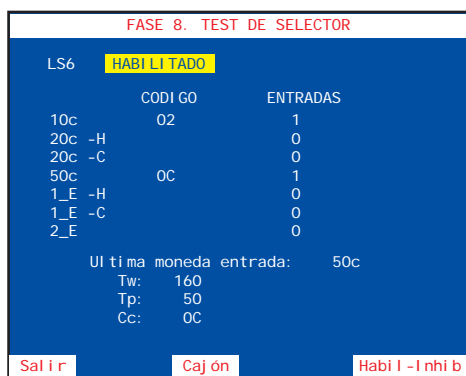 FASE 8. TEST DE SELECTOR
LS6 HABILITADO
CODIGO ENTRADAS
10c 02 1
20c -H 0
20c -C 0
50c 0C 1
1_E -H 0
1_E -C 0
2_E 0
Ultima moneda entrada: 50c
Tw: 160
Tp: 50
Cc: 0C
Salir Cajón Habil-Inhib